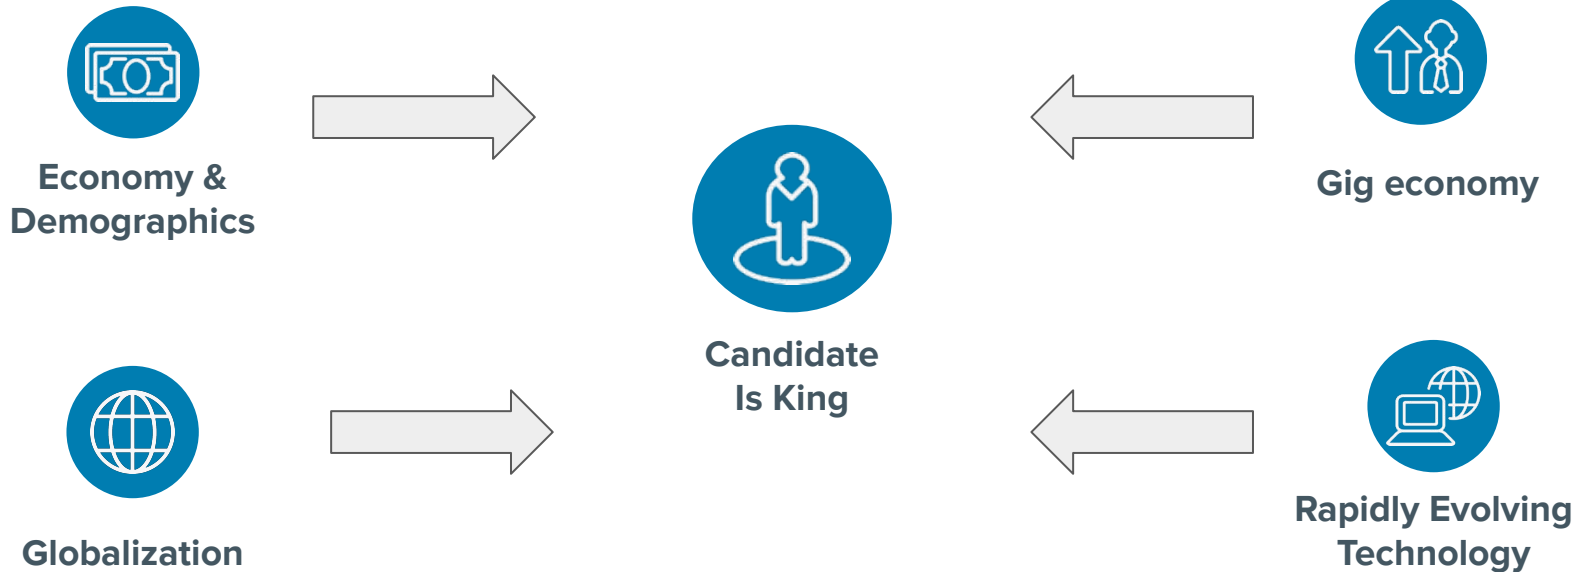 Economy &
Demographics
Gig economy
Candidate
Is King
Globalization
Rapidly Evolving
Technology